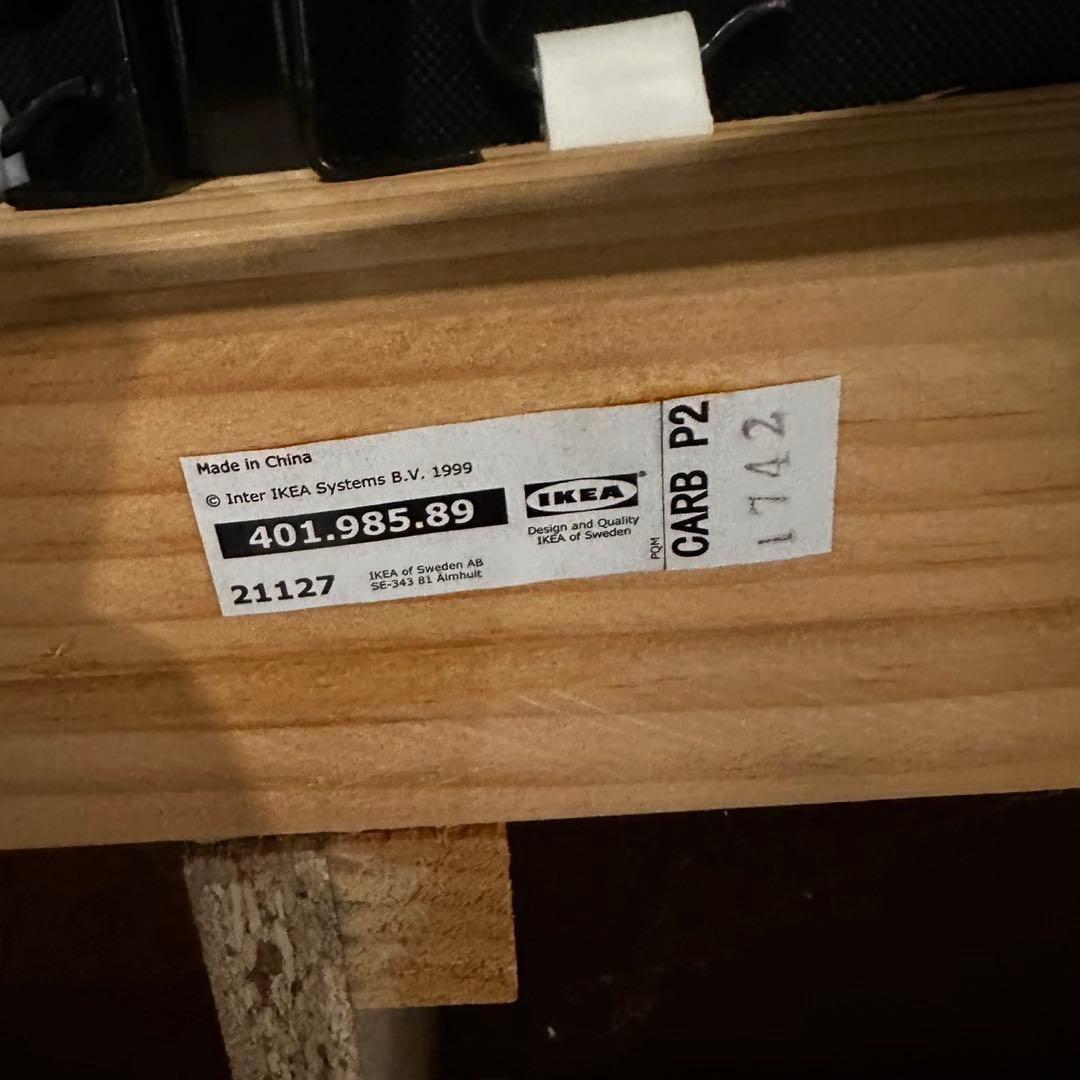 Made in China
© Inter IKEA Systems B.V. 1999
401.985.89
21127
IKEA of Sweden AB
SE-343 81 Älmhult
IKEA®
Design and Quality
IKEA of Sweden
PQM
CARB P2
1742